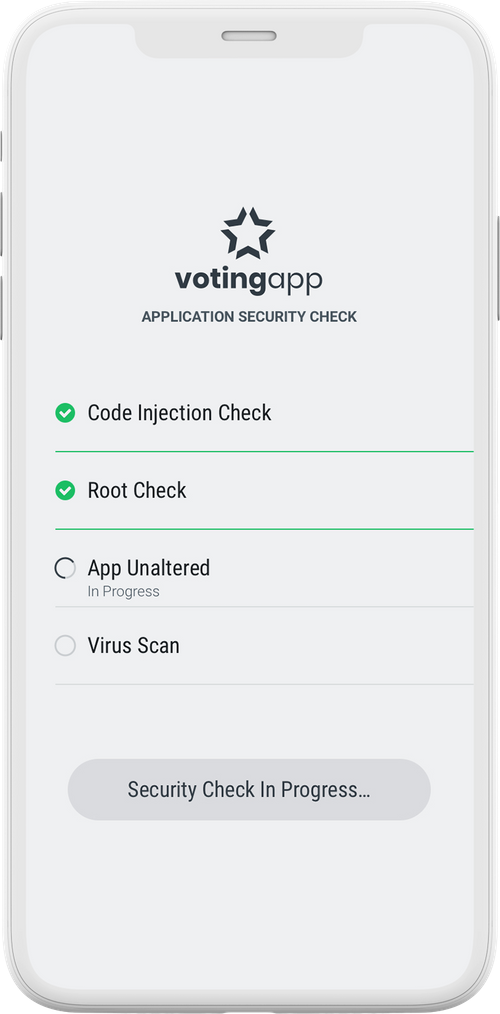 votingapp
APPLICATION SECURITY CHECK
Code Injection Check
Root Check
App Unaltered
In Progress
Virus Scan
Security Check In Progress...